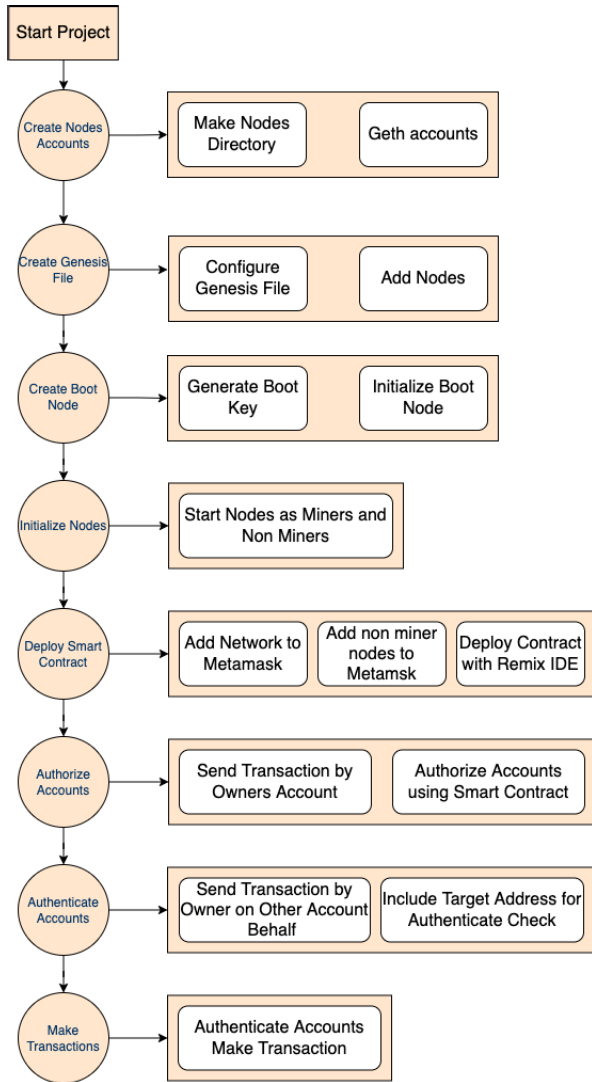 Start Project
Create Nodes
Accounts
Make Nodes
Directory
Geth accounts
Create Genesis
File
Configure
Genesis File
Add Nodes
Create Boot
Node
Generate Boot
Key
Initialize Boot
Node
Initialize Nodes
Start Nodes as Miners and
Non Miners
Deploy Smart
Contract
Add Network to
Metamask
Add non miner
nodes to
Metamsk
Deploy Contract
with Remix IDE
Authorize
Accounts
Send Transaction by
Owners Account
Authorize Accounts
using Smart Contract
Authenticate
Accounts
Send Transaction by
Owner on Other Account
Behalf
Include Target Address for
Authenticate Check
Make
Transactions
Authenticate Accounts
Make Transaction